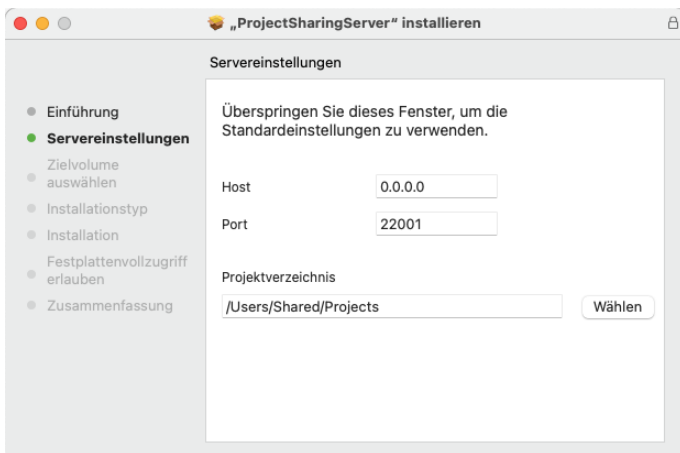 „ProjectSharingServer“ installieren
Servereinstellungen
Einführung
Servereinstellungen
Zielvolume
auswählen
Installationstyp
Installation
Festplattenvollzugriff
erlauben
Zusammenfassung
Überspringen Sie dieses Fenster, um die
Standardeinstellungen zu verwenden.
Host 0.0.0.0
Port 22001
Projektverzeichnis
/Users/Shared/Projects Wählen